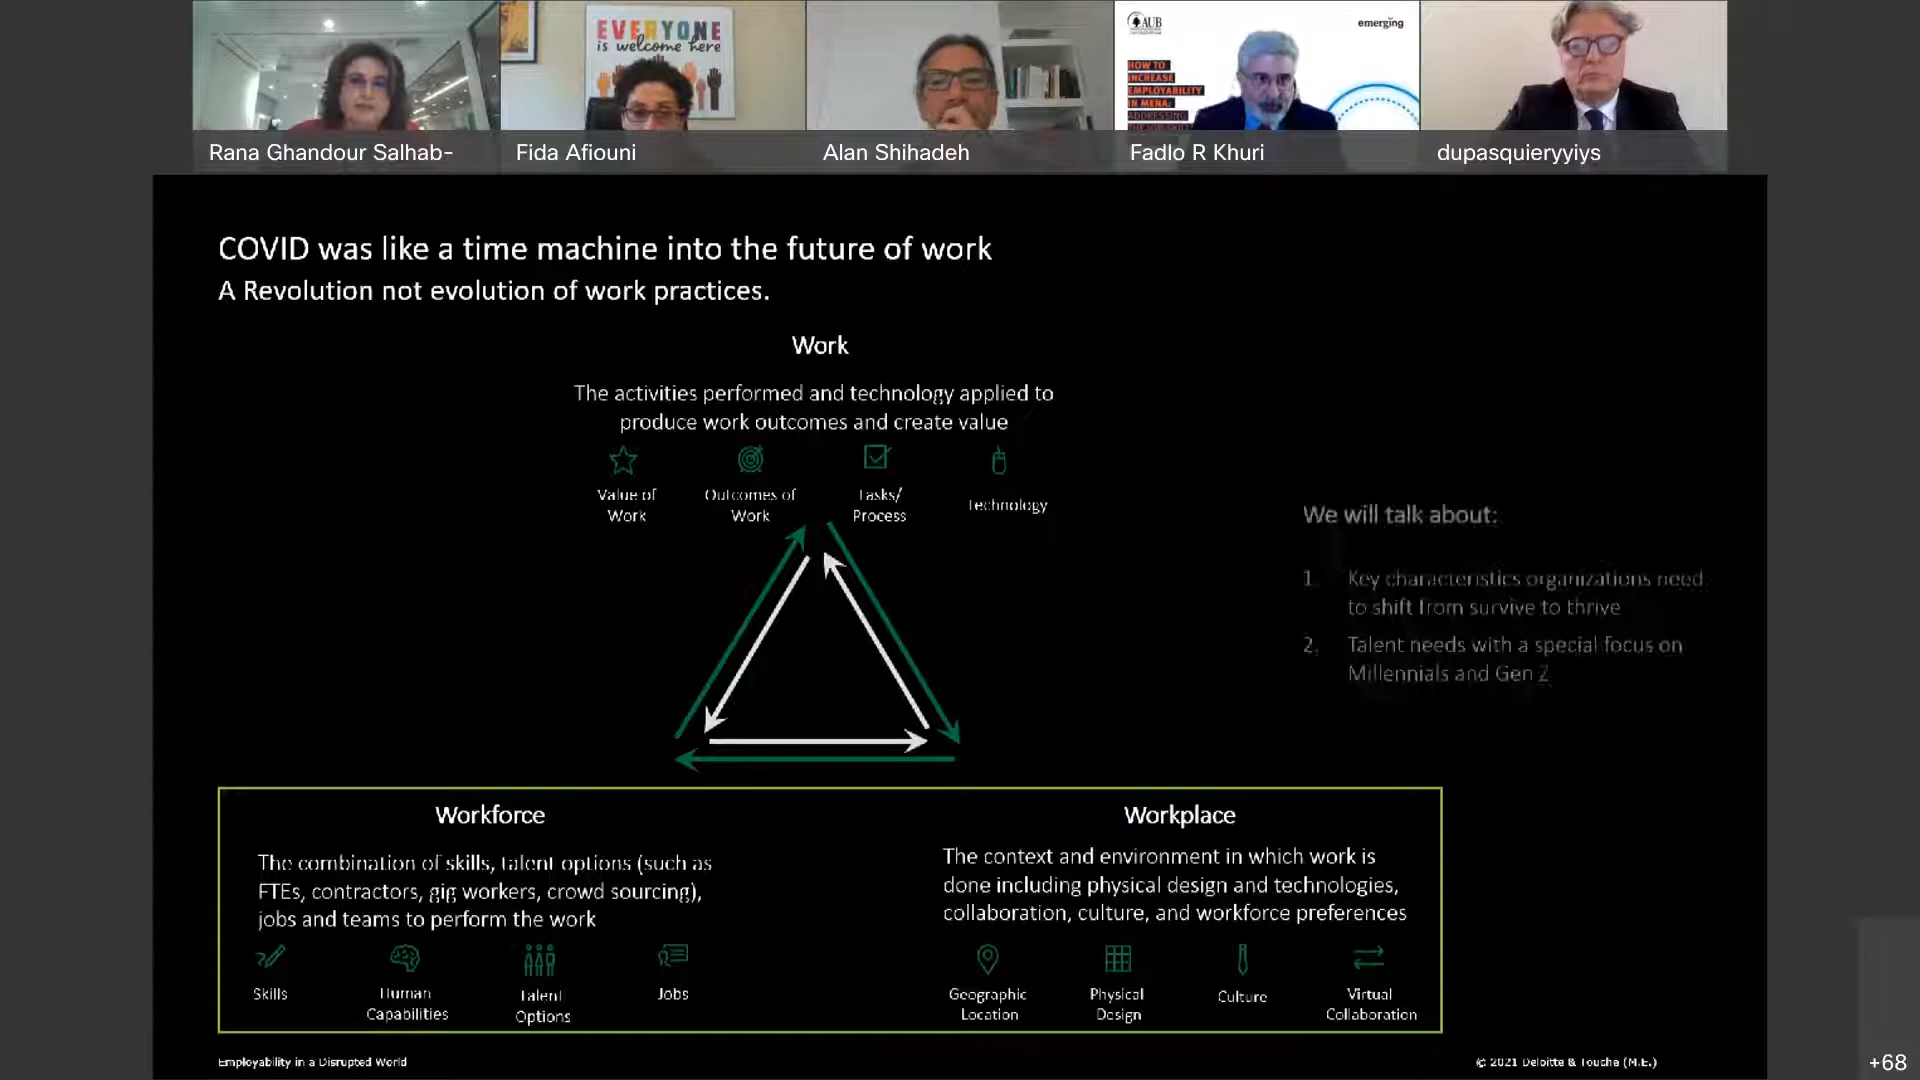 EVERYONE
is welcome here
AUB
emerging
HOW TO
INCREASE
EMPLOYABILITY
IN MENA:
ADDRESSING
Rana Ghandour Salhab-
Fida Afiouni
Alan Shihadeh
Fadlo R Khuri
dupasquieryyiys
COVID was like a time machine into the future of work
A Revolution not evolution of work practices.
Work
The activities performed and technology applied to
produce work outcomes and create value
Value of
Work
Outcomes of
Work
Tasks/
Process
Technology
We will talk about:
1. Key characteristics organizations need
to shift from survive to thrive
2. Talent needs with a special focus on
Millennials and Gen Z
Workforce
The combination of skills, talent options (such as
FTEs, contractors, gig workers, crowd sourcing),
jobs and teams to perform the work
Skills
Human
Capabilities
Talent
Options
Jobs
Workplace
The context and environment in which work is
done including physical design and technologies,
collaboration, culture, and workforce preferences
Geographic
Location
Physical
Design
Culture
Virtual
Collaboration
Employability in a Disrupted World
© 2021 Deloitte & Touche (M.E.)
+68